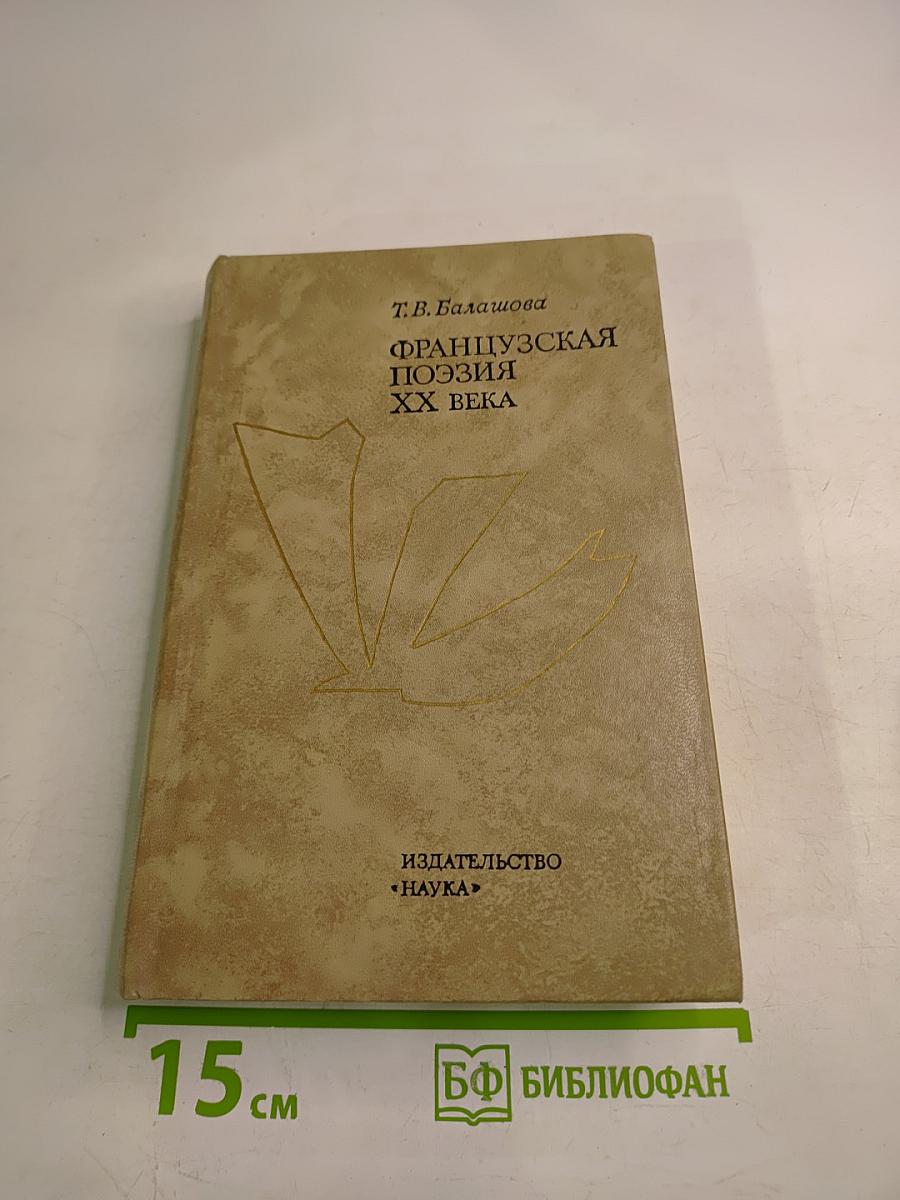 Т. В. Балашова
ФРАНЦУЗСКАЯ
ПОЭЗИЯ
XX ВЕКА
ИЗДАТЕЛЬСТВО
«НАУКА»
15 см
БФ БИБЛИОФАН